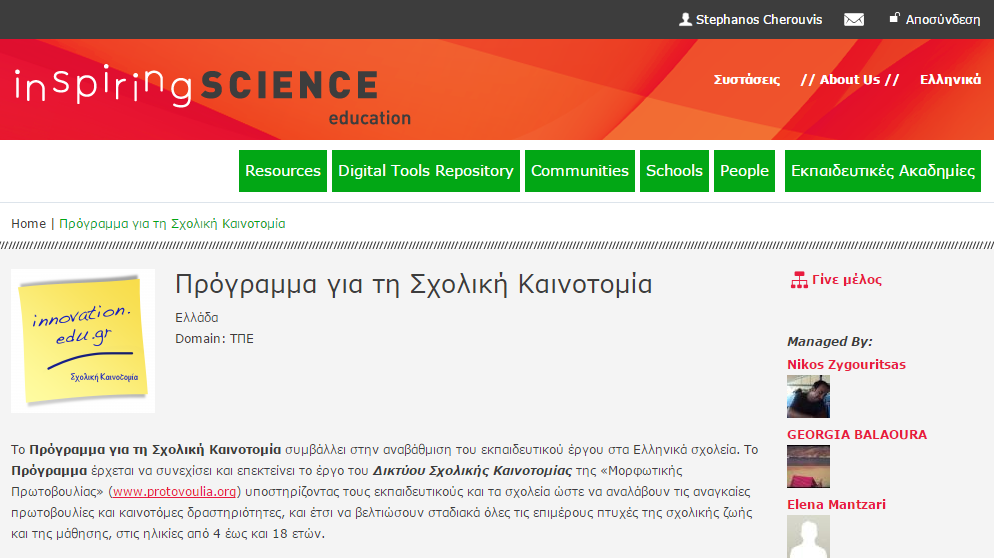 Stephanos Cherouvis Αποσύνδεση
inspiring SCIENCE
education
Συστάσεις // About Us // Ελληνικά
Resources Digital Tools Repository Communities Schools People Εκπαιδευτικές Ακαδημίες
Home | Πρόγραμμα για τη Σχολική Καινοτομία
innovation.
edu.gr
Σχολική Καινοτομία
Πρόγραμμα για τη Σχολική Καινοτομία
Ελλάδα
Domain: ΤΠΕ
Το Πρόγραμμα για τη Σχολική Καινοτομία συμβάλλει στην αναβάθμιση του εκπαιδευτικού έργου στα Ελληνικά σχολεία. Το
Πρόγραμμα έρχεται να συνεχίσει και επεκτείνει το έργο του Δικτύου Σχολικής Καινοτομίας της «Μορφωτικής
Πρωτοβουλίας» (www.protovoulia.org) υποστηρίζοντας τους εκπαιδευτικούς και τα σχολεία ώστε να αναλάβουν τις αναγκαίες
πρωτοβουλίες και καινοτόμες δραστηριότητες, και έτσι να βελτιώσουν σταδιακά όλες τις επιμέρους πτυχές της σχολικής ζωής
και της μάθησης, στις ηλικίες από 4 έως και 18 ετών.
Γίνε μέλος
Managed By:
Nikos Zygouritsas
GEORGIA BALAOURA
Elena Mantzari